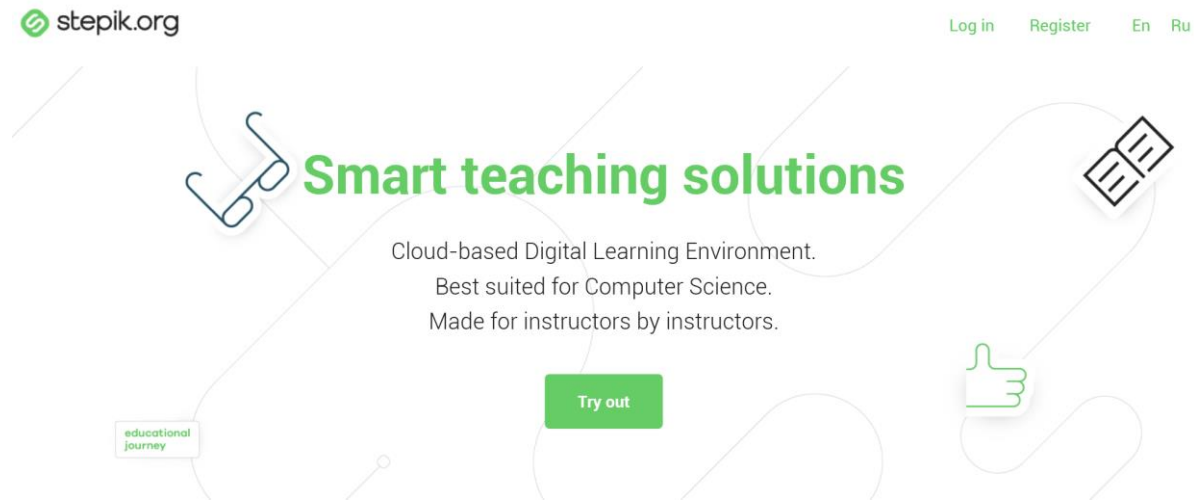 stepik.org
Log in Register En Ru
Smart teaching solutions
Cloud-based Digital Learning Environment.
Best suited for Computer Science.
Made for instructors by instructors.
Try out
educational
journey